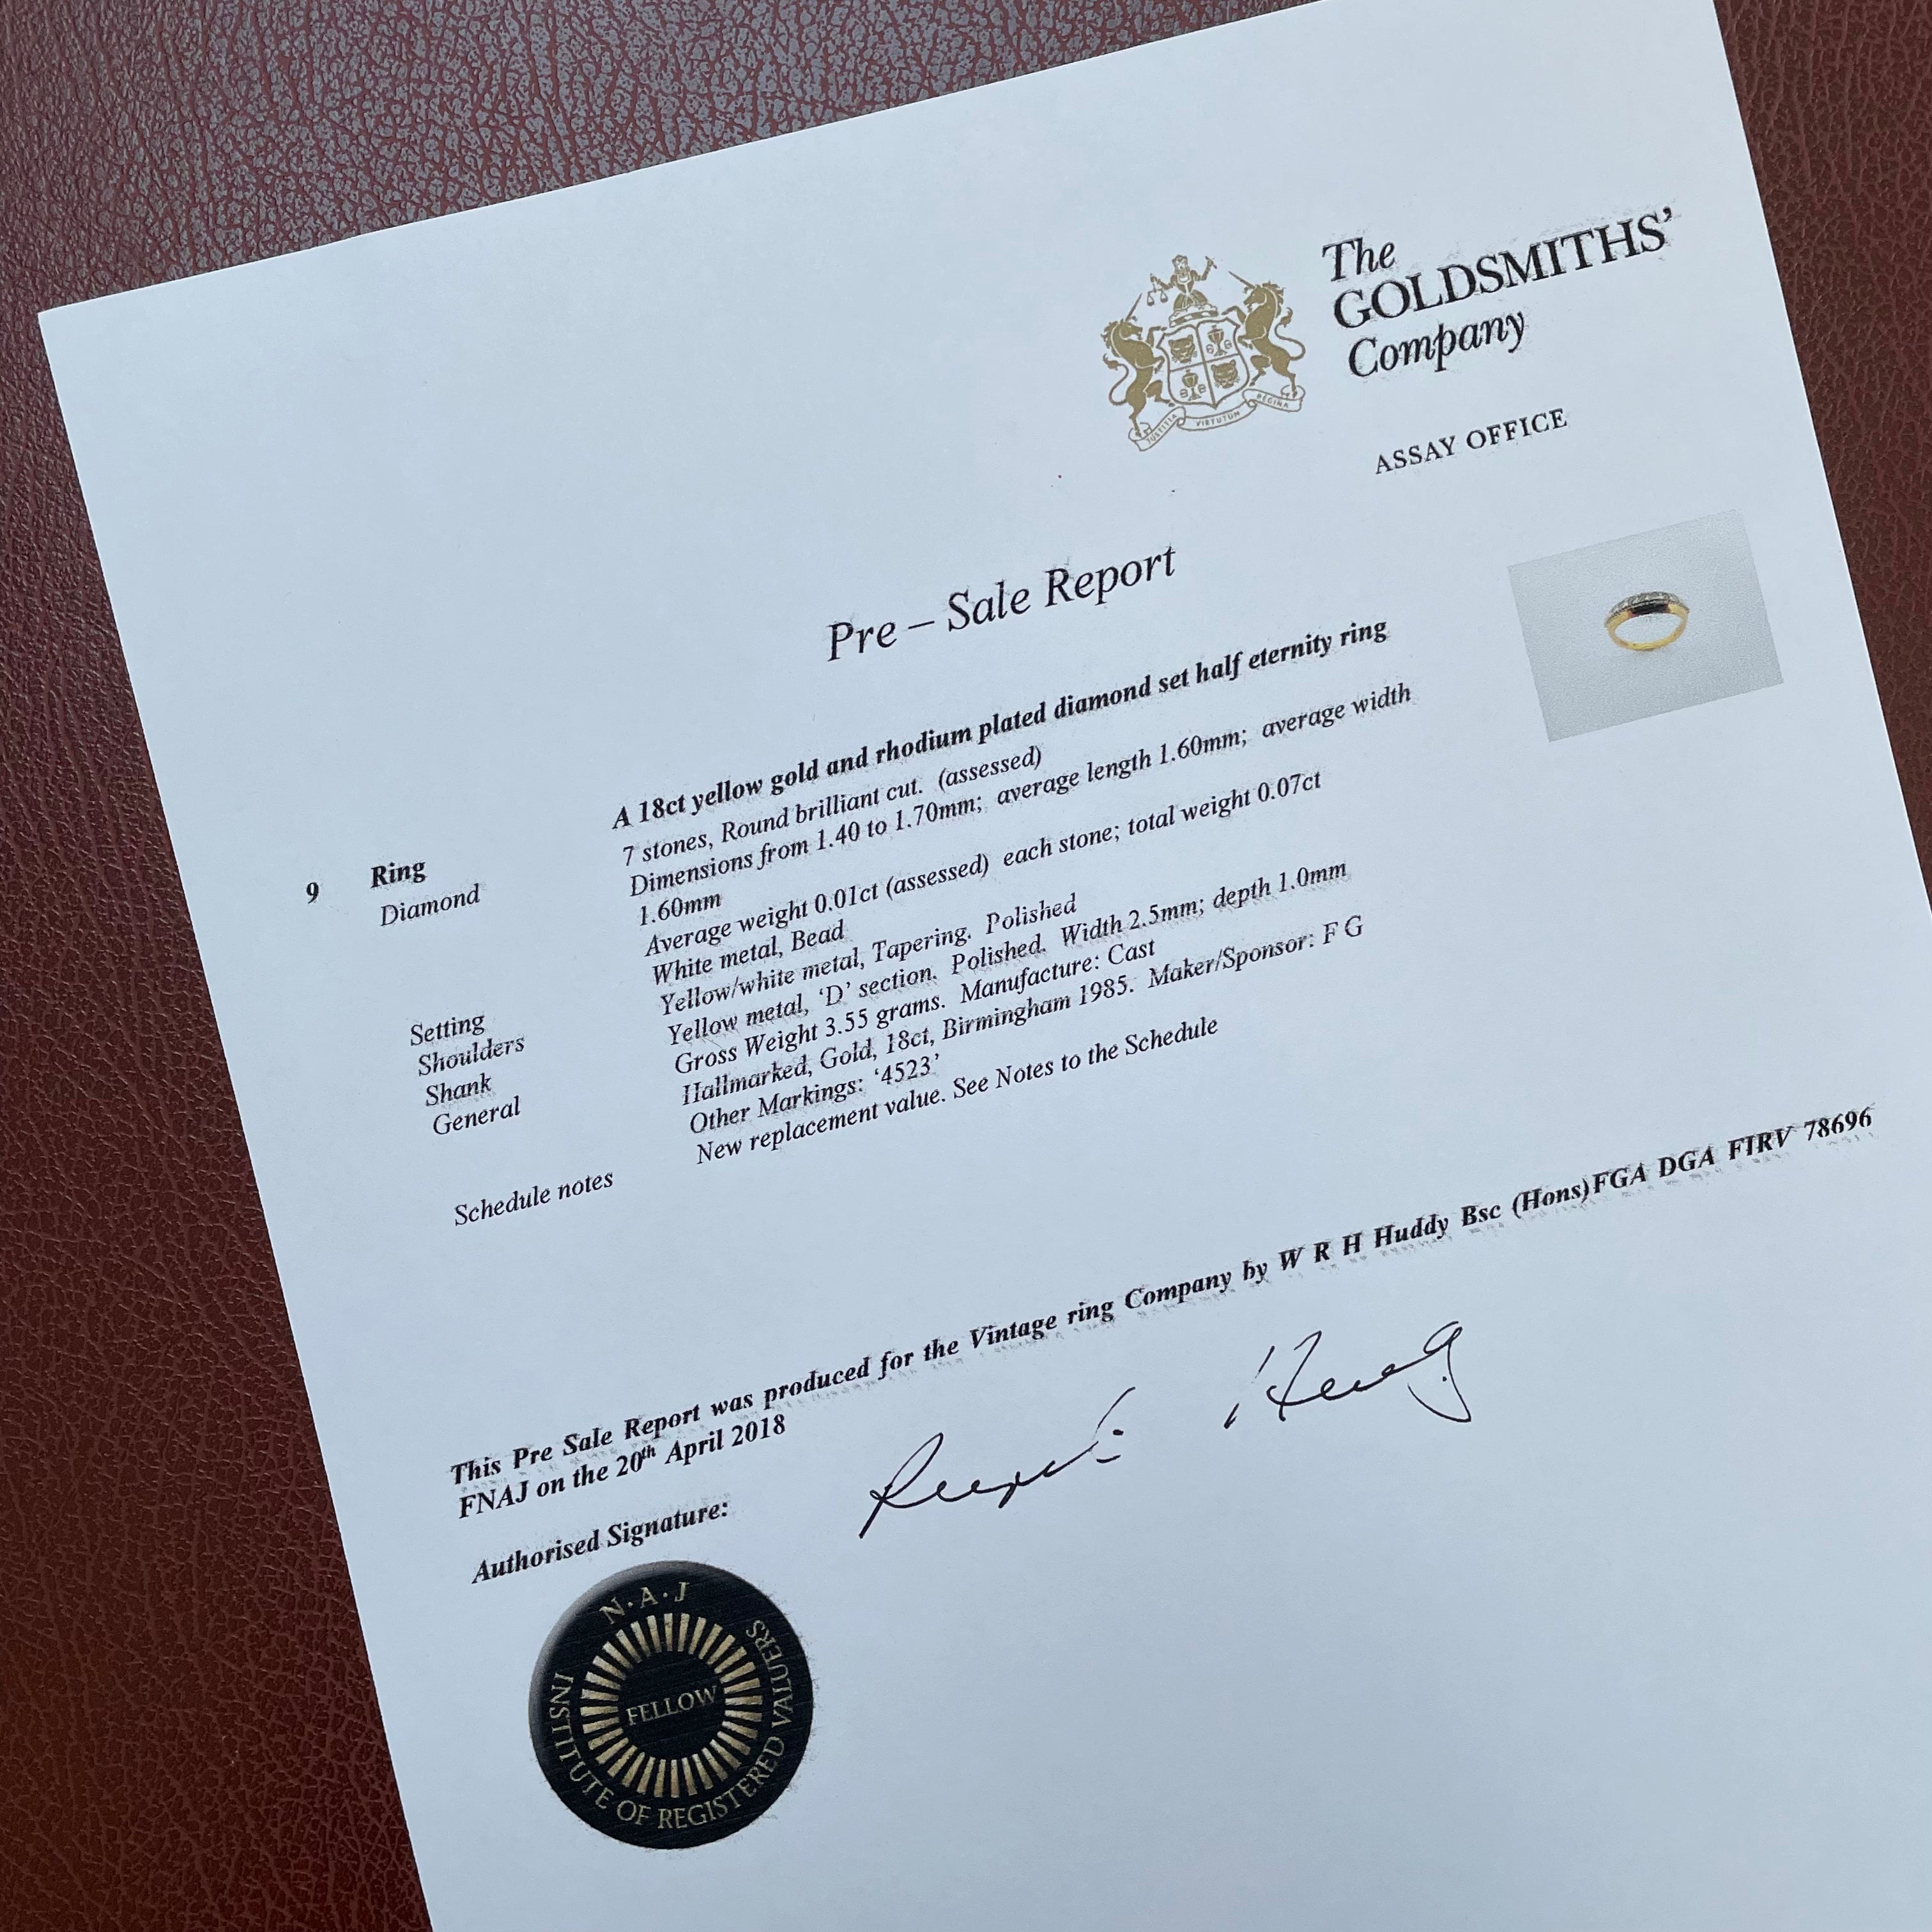 The
GOLDSMITHS'
Company
JUSTITIA VIRTUTUM REGINA
ASSAY OFFICE
Pre – Sale Report
9 Ring A 18ct yellow gold and rhodium plated diamond set half eternity ring
Diamond 7 stones, Round brilliant cut. (assessed)
Dimensions from 1.40 to 1.70mm; average length 1.60mm; average width
1.60mm
Average weight 0.01ct (assessed) each stone; total weight 0.07ct
Setting White metal, Bead
Shoulders Yellow/white metal, Tapering. Polished
Shank Yellow metal, 'D' section. Polished. Width 2.5mm; depth 1.0mm
General Gross Weight 3.55 grams. Manufacture: Cast
Hallmarked, Gold, 18ct, Birmingham 1985. Maker/Sponsor: F G
Other Markings: '4523'
Schedule notes New replacement value. See Notes to the Schedule
This Pre Sale Report was produced for the Vintage ring Company by W R H Huddy Bsc (Hons)FGA DGA FIRV 78696
FNAJ on the 20th April 2018
Authorised Signature:
N·A·J
FELLOW
INSTITUTE OF REGISTERED VALUERS